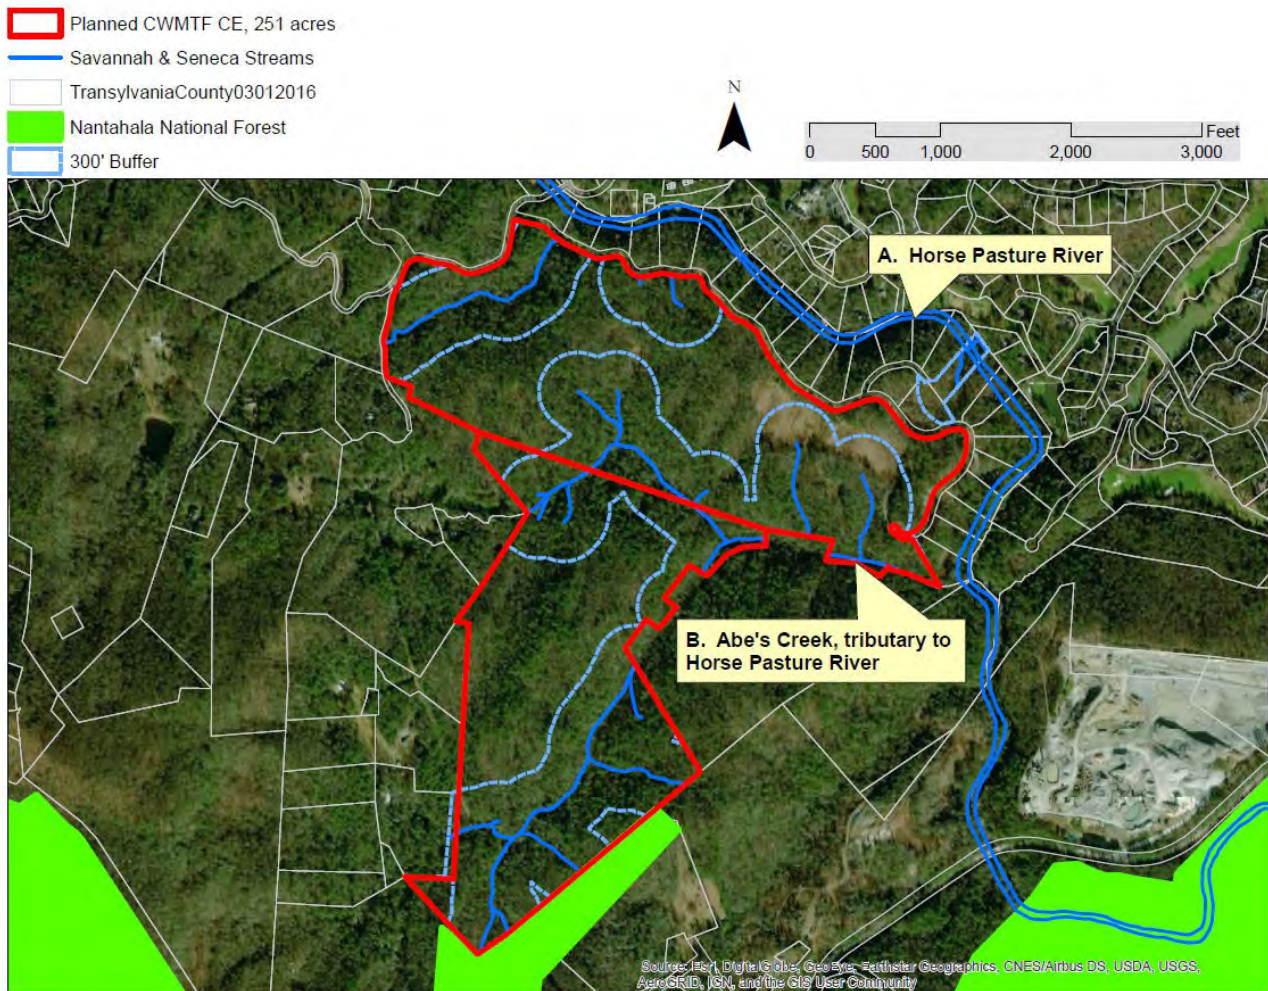 Planned CWMTF CE, 251 acres
Savannah & Seneca Streams
TransylvaniaCounty03012016
Nantahala National Forest
300' Buffer
N
Feet
0 500 1,000 2,000 3,000
A. Horse Pasture River
B. Abe's Creek, tributary to
Horse Pasture River
Source: Esri, DigitalGlobe, GeoEye, Earthstar Geographics, CNES/Airbus DS, USDA, USGS,
AeroGRID, IGN, and the GIS User Community